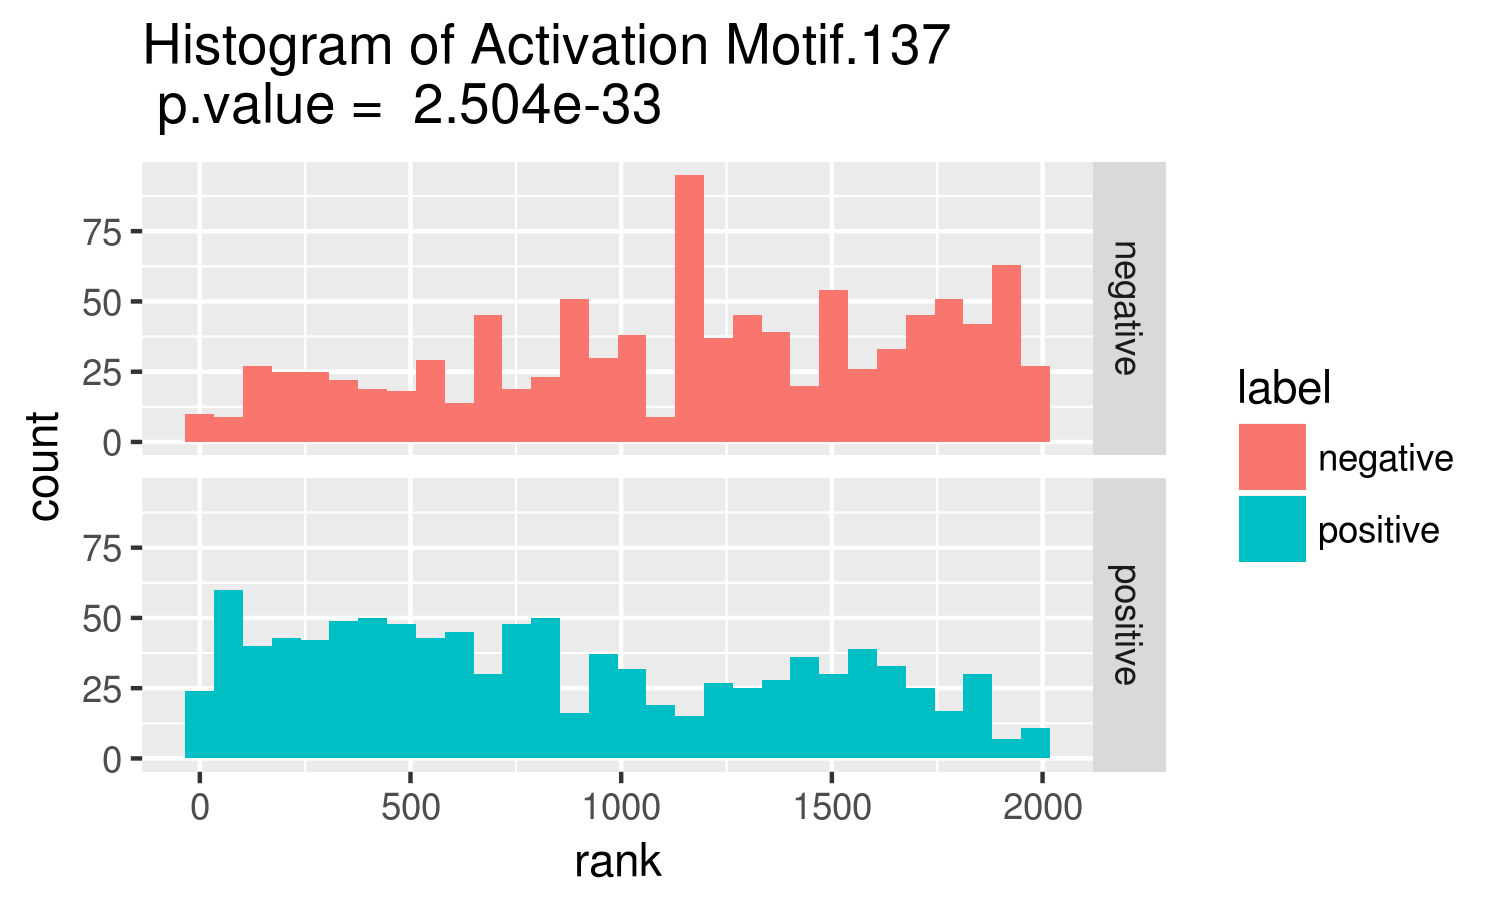 Histogram of Activation Motif.137
p.value =  2.504e-33
count
75
50
25
0
negative
75
50
25
0
positive
0 500 1000 1500 2000
rank
label
negative
positive